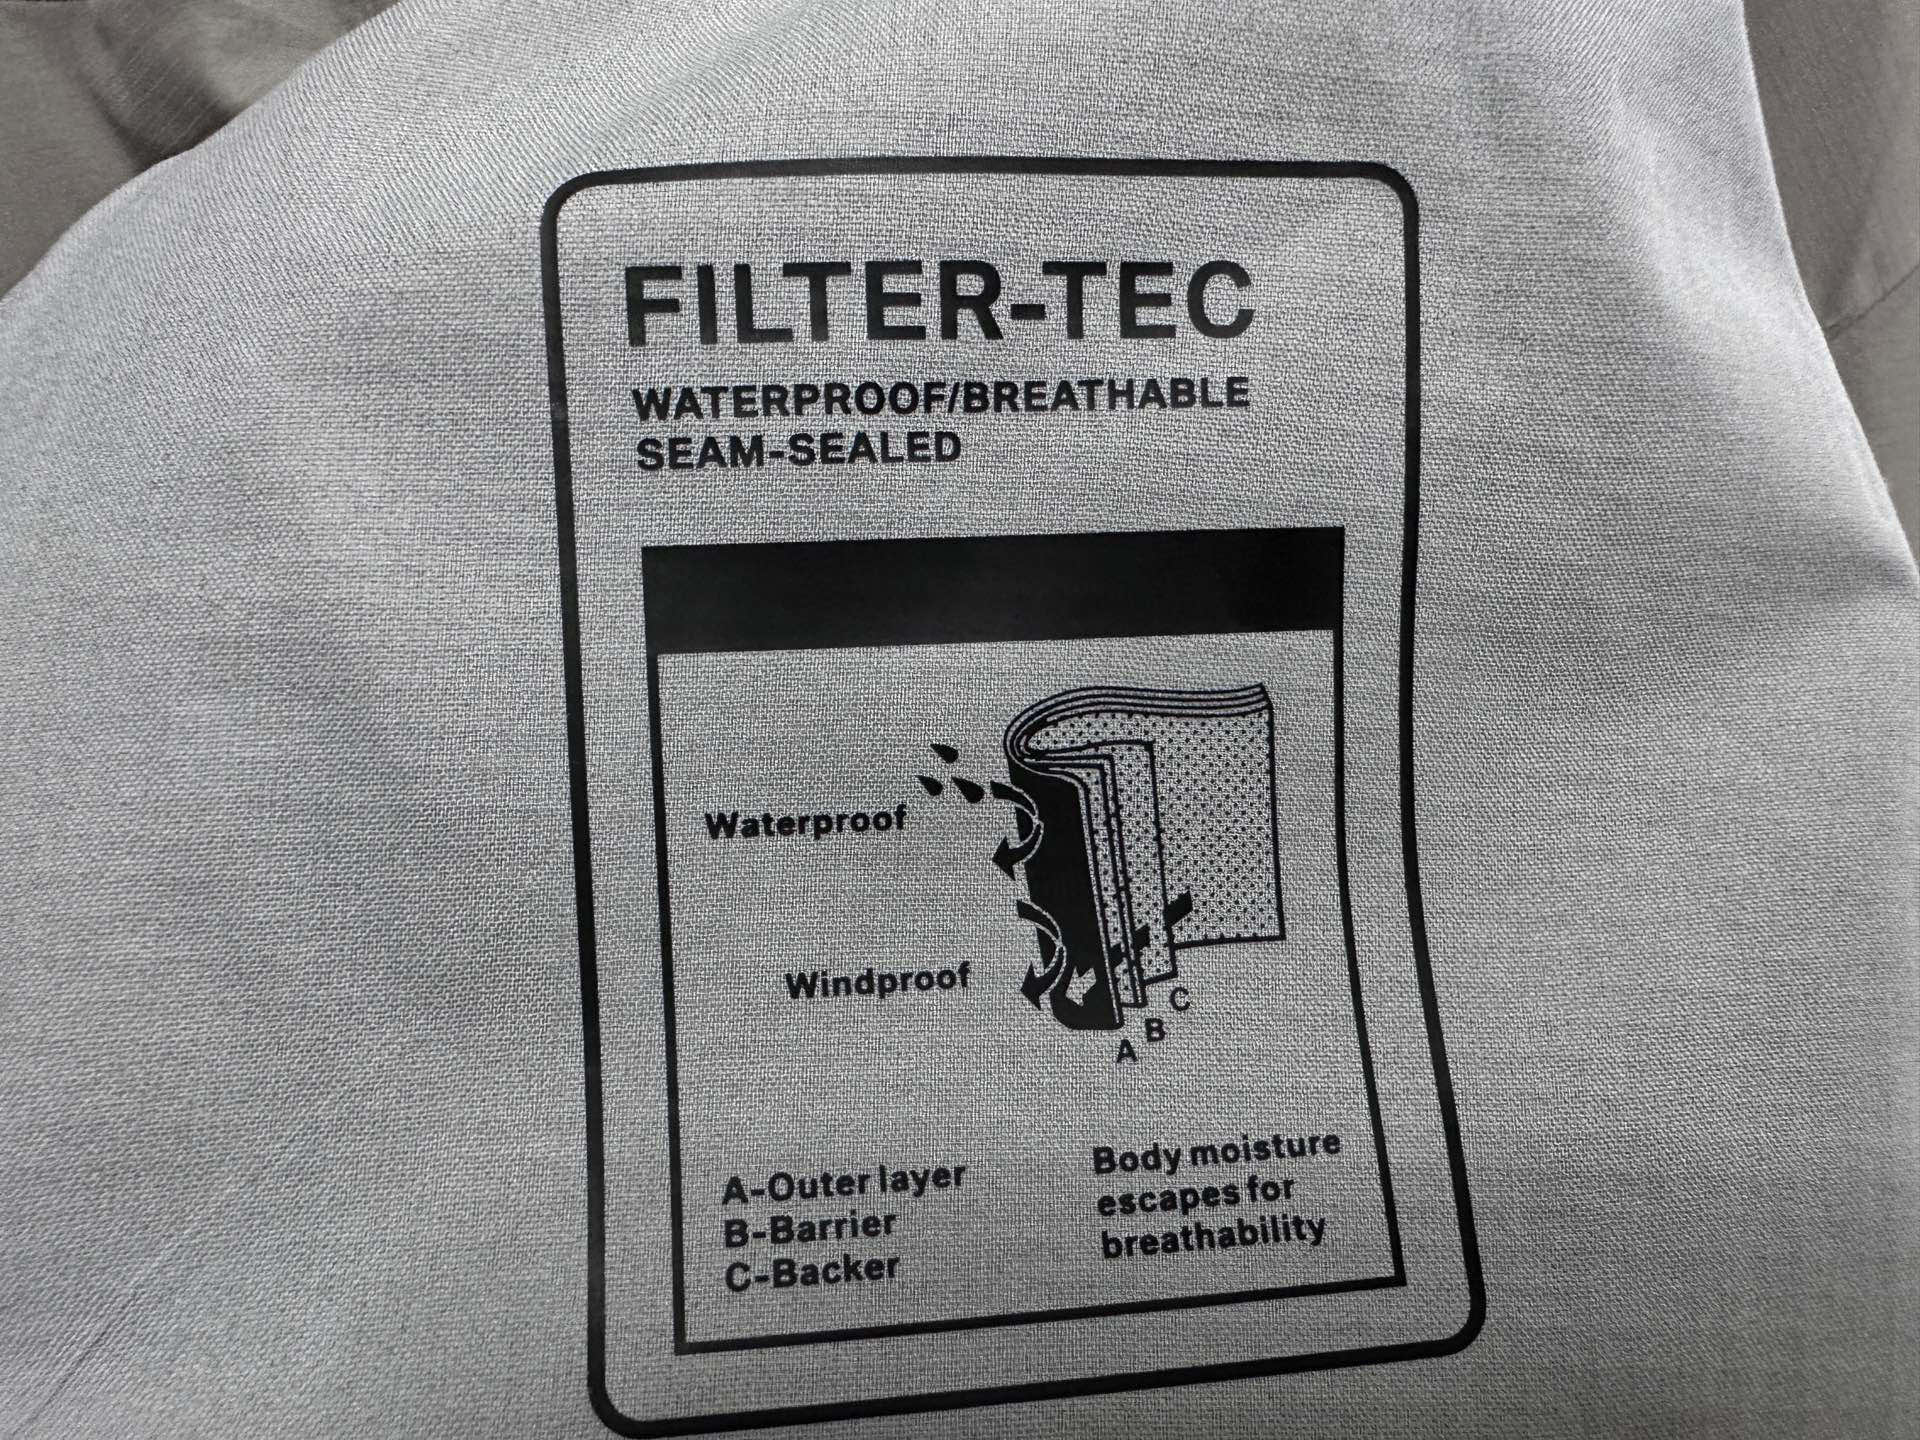 FILTER-TEC
WATERPROOF/BREATHABLE
SEAM-SEALED
Waterproof
Windproof
C
B
A
A-Outer layer
B-Barrier
C-Backer
Body moisture
escapes for
breathability